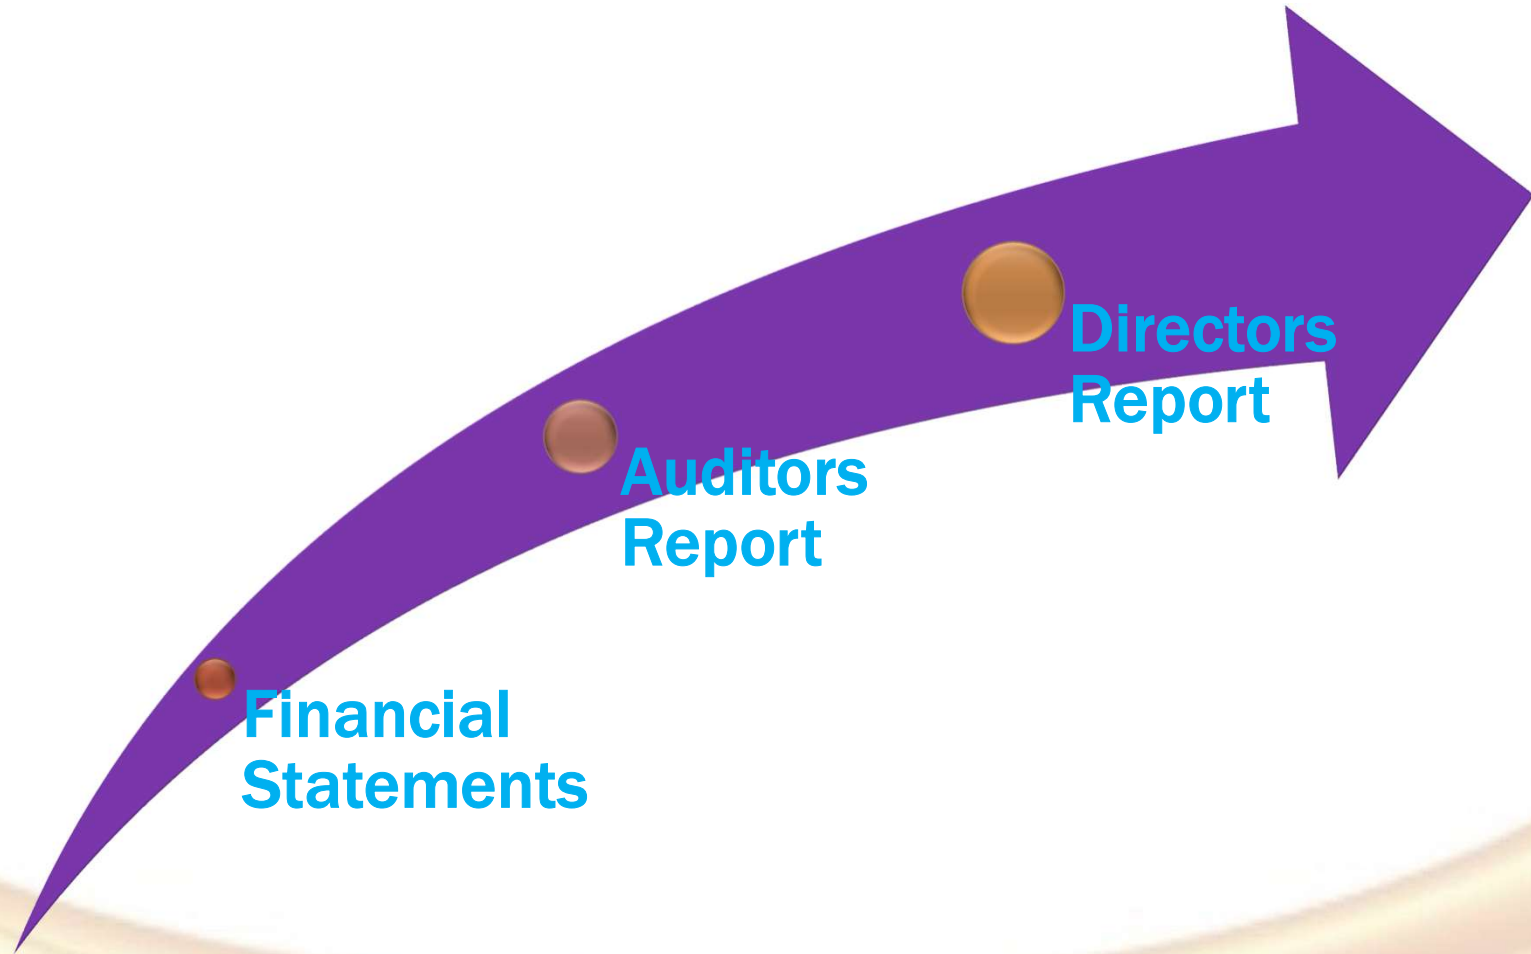 Directors
Report
Auditors
Report
Financial
Statements